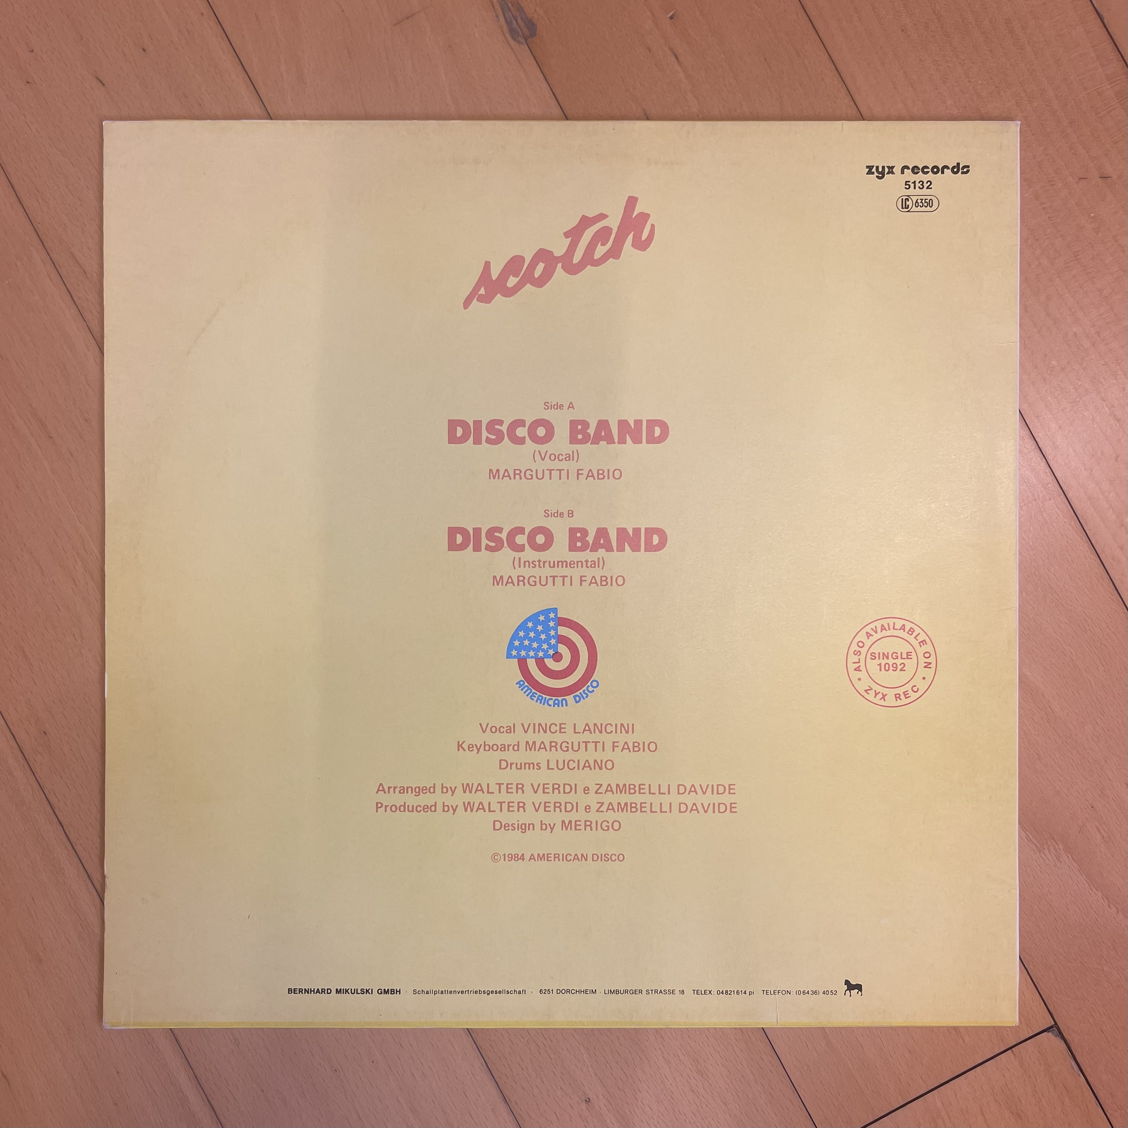 zyx records
5132
LC 6350
scotch
Side A
DISCO BAND
(Vocal)
MARGUTTI FABIO
Side B
DISCO BAND
(Instrumental)
MARGUTTI FABIO
AMERICAN DISCO
ALSO AVAILABLE ON
SINGLE
1092
• ZYX REC •
Vocal VINCE LANCINI
Keyboard MARGUTTI FABIO
Drums LUCIANO
Arranged by WALTER VERDI e ZAMBELLI DAVIDE
Produced by WALTER VERDI e ZAMBELLI DAVIDE
Design by MERIGO
©1984 AMERICAN DISCO
BERNHARD MIKULSKI GMBH · Schallplattenvertriebsgesellschaft · 6251 DORCHHEIM · LIMBURGER STRASSE 18 TELEX: 04821614 pi TELEFON: (06436) 4052